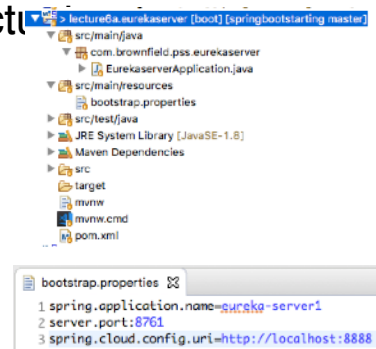 > lecture6a.eurekaserver [boot] [springbootstarting master]
src/main/java
com.brownfield.pss.eurekaserver
EurekaserverApplication.java
src/main/resources
bootstrap.properties
src/test/java
JRE System Library [JavaSE-1.8]
Maven Dependencies
src
target
mvnw
mvnw.cmd
pom.xml
bootstrap.properties
1 spring.application.name=eureka-server1
2 server.port:8761
3 spring.cloud.config.uri=http://localhost:8888